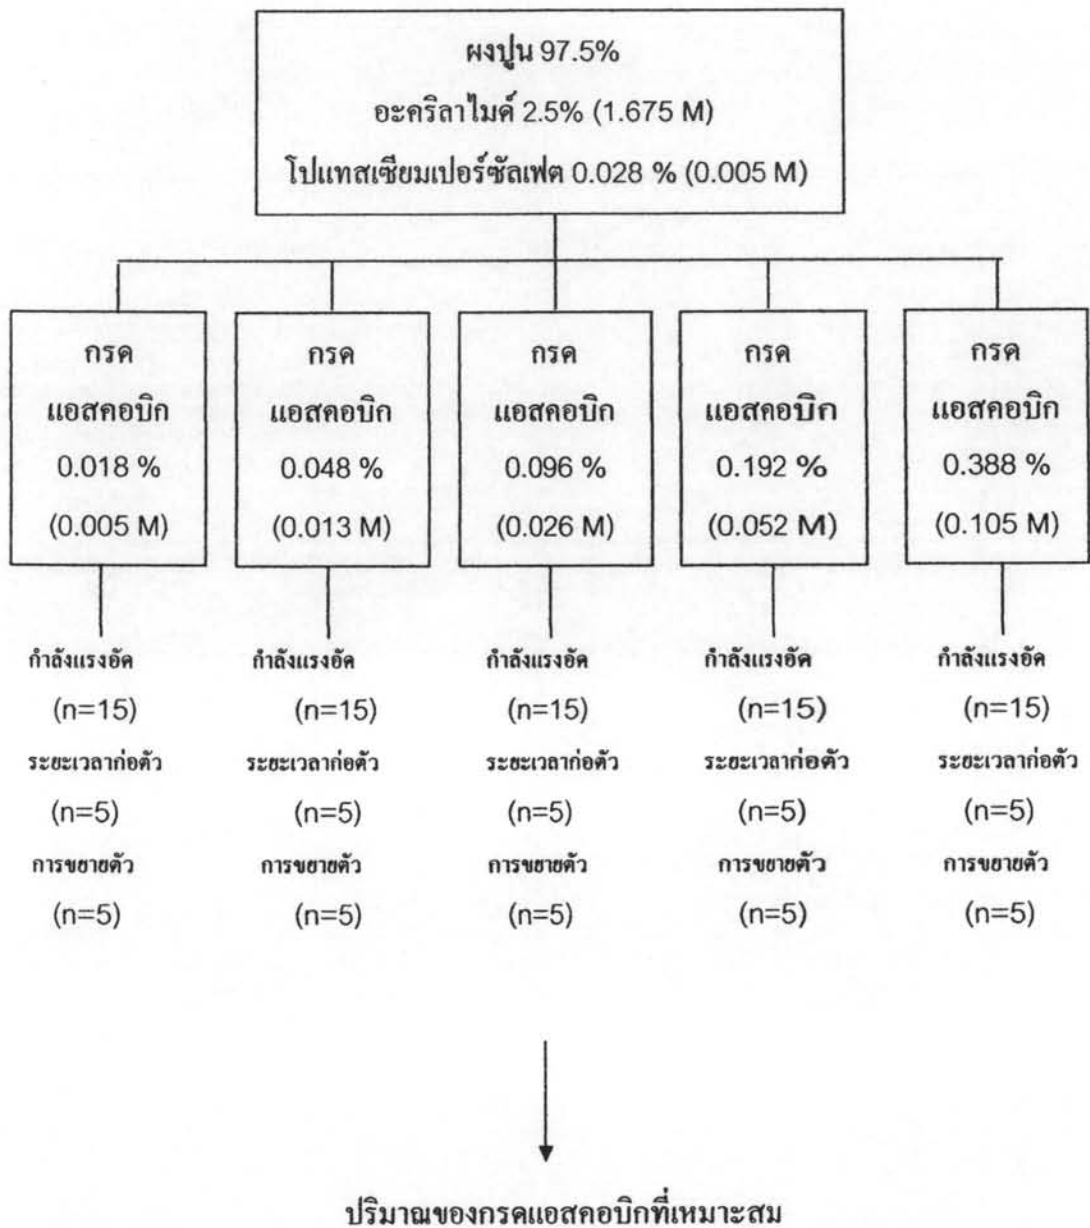 ผงปูน 97.5%
อะคริลาไมด์ 2.5% (1.675 M)
โปแทสเซียมเปอร์ซัลเฟต 0.028 % (0.005 M)
กรด
แอสคอบิก
0.018 %
(0.005 M)
กรด
แอสคอบิก
0.048 %
(0.013 M)
กรด
แอสคอบิก
0.096 %
(0.026 M)
กรด
แอสคอบิก
0.192 %
(0.052 M)
กรด
แอสคอบิก
0.388 %
(0.105 M)
กำลังแรงอัด
(n=15)
ระยะเวลาก่อตัว
(n=5)
การขยายตัว
(n=5)
กำลังแรงอัด
(n=15)
ระยะเวลาก่อตัว
(n=5)
การขยายตัว
(n=5)
กำลังแรงอัด
(n=15)
ระยะเวลาก่อตัว
(n=5)
การขยายตัว
(n=5)
กำลังแรงอัด
(n=15)
ระยะเวลาก่อตัว
(n=5)
การขยายตัว
(n=5)
กำลังแรงอัด
(n=15)
ระยะเวลาก่อตัว
(n=5)
การขยายตัว
(n=5)
ปริมาณของกรดแอสคอบิกที่เหมาะสม